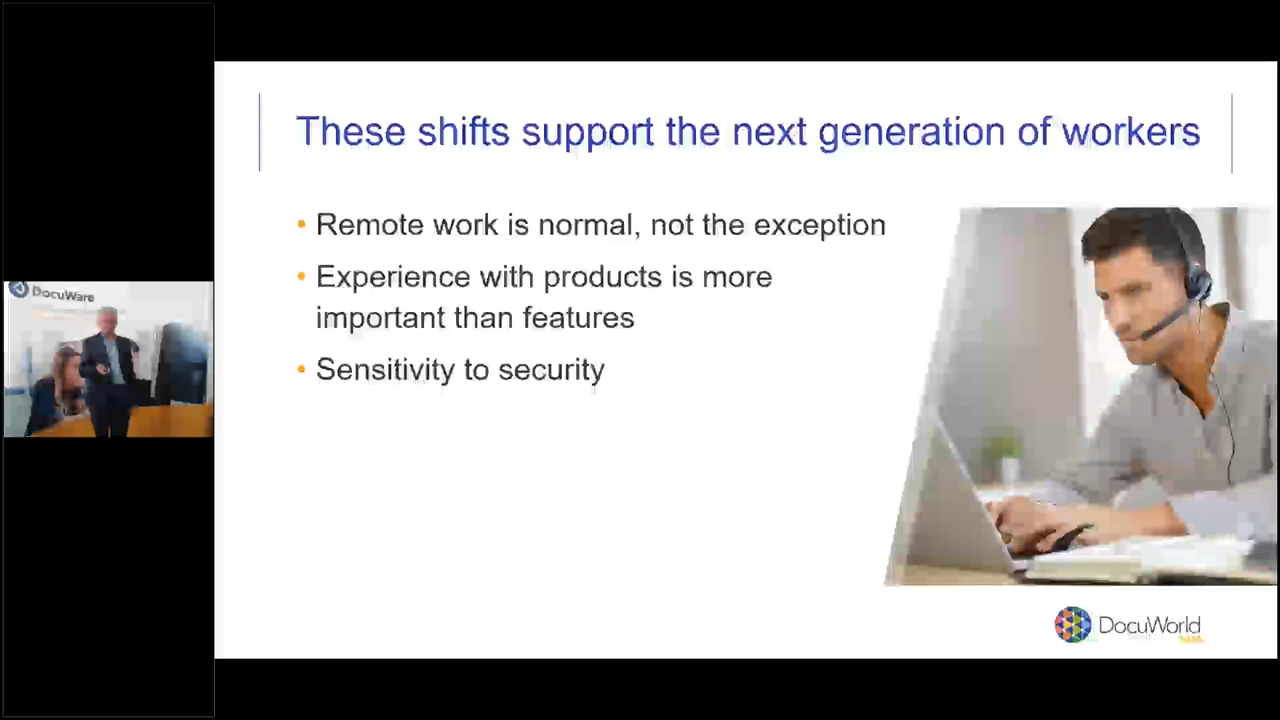 These shifts support the next generation of workers
• Remote work is normal, not the exception
• Experience with products is more
important than features
• Sensitivity to security
DocuWare
DocuWorld